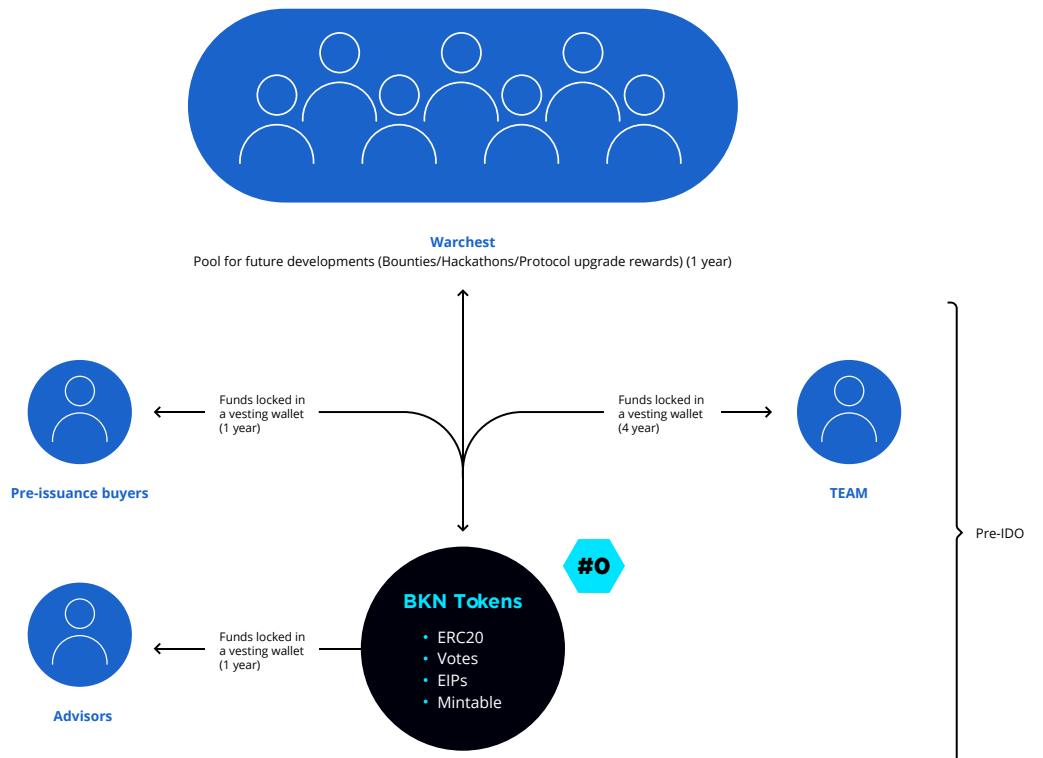 Warchest
Pool for future developments (Bounties/Hackathons/Protocol upgrade rewards) (1 year)
Funds locked in
a vesting wallet
(1 year)
Funds locked in
a vesting wallet
(4 year)
Pre-issuance buyers
TEAM
Pre-IDO
#0
BKN Tokens
• ERC20
• Votes
• EIPs
• Mintable
Funds locked in
a vesting wallet
(1 year)
Advisors